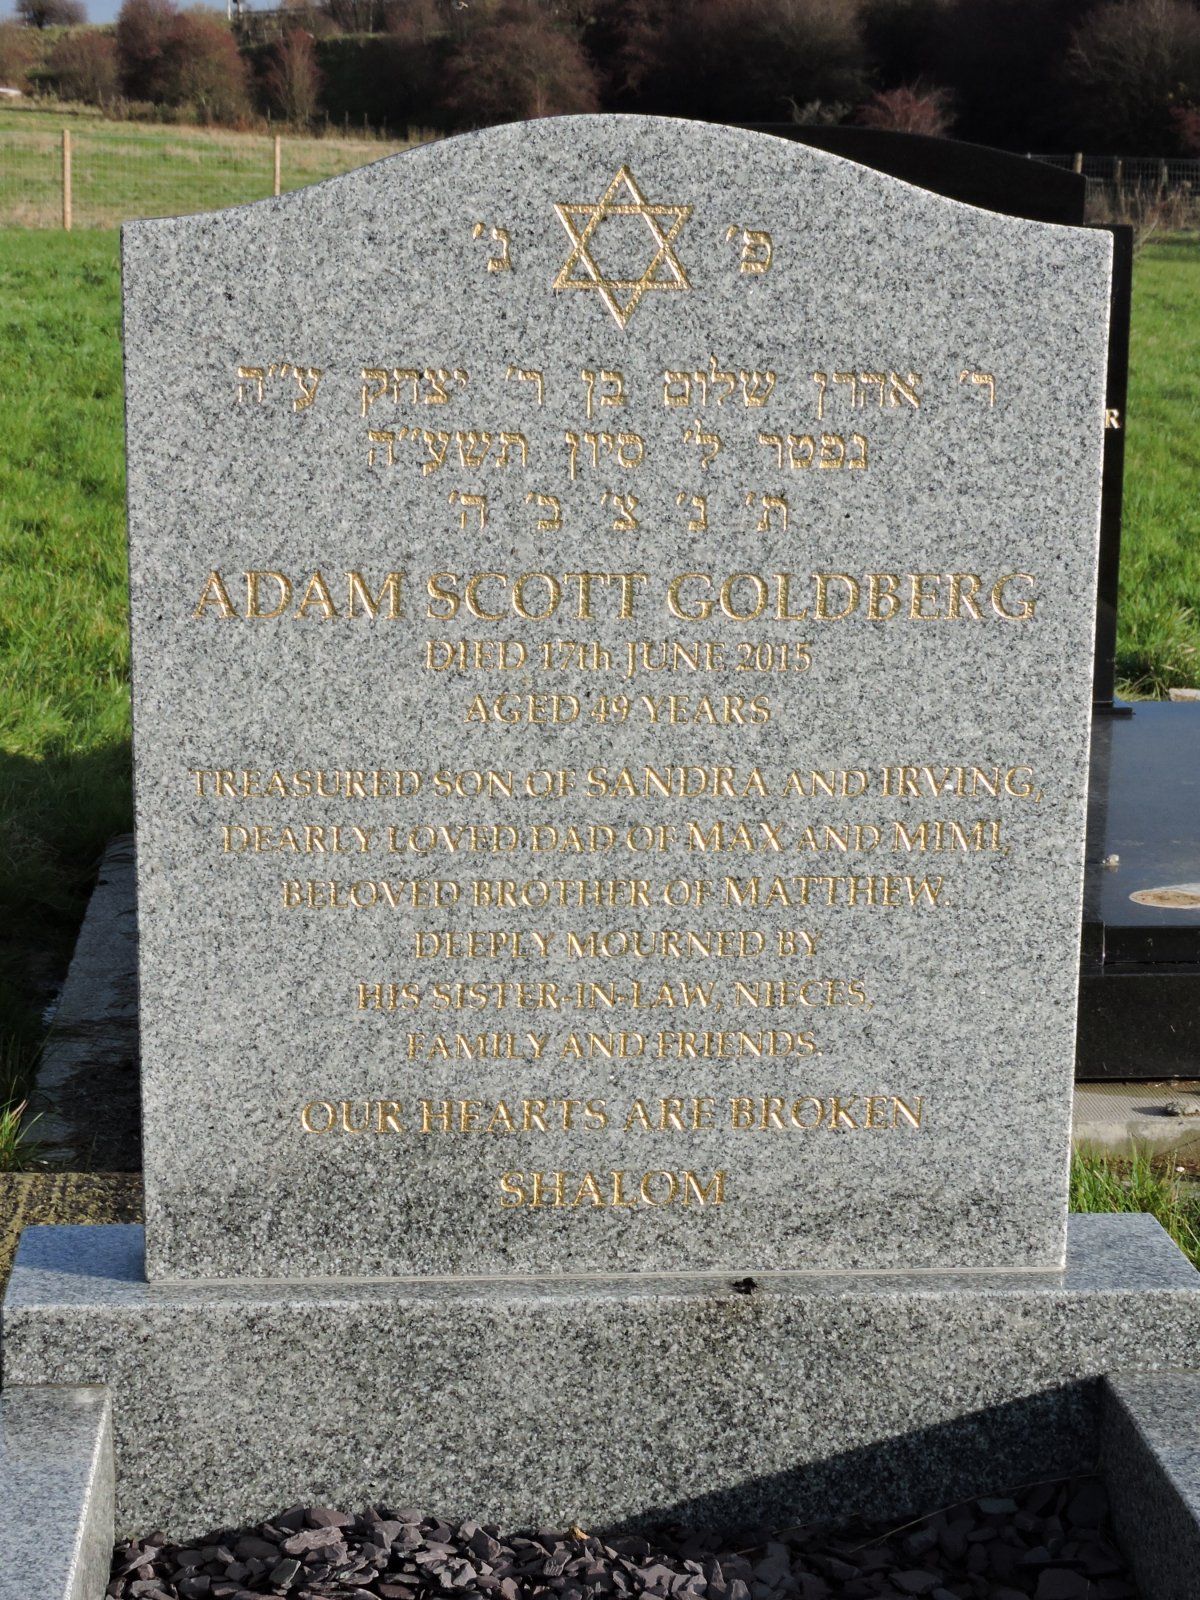 פ׳ נ׳
ר׳ אהרן שלום בן ר׳ יצחק ע״ה
נפטר ל׳ סיון תשע״ה
ת׳ נ׳ צ׳ ב׳ ה׳
ADAM SCOTT GOLDBERG
DIED 17th JUNE 2015
AGED 49 YEARS
TREASURED SON OF SANDRA AND IRVING,
DEARLY LOVED DAD OF MAX AND MIMI,
BELOVED BROTHER OF MATTHEW.
DEEPLY MOURNED BY
HIS SISTER-IN-LAW, NIECES,
FAMILY AND FRIENDS.
OUR HEARTS ARE BROKEN
SHALOM
R